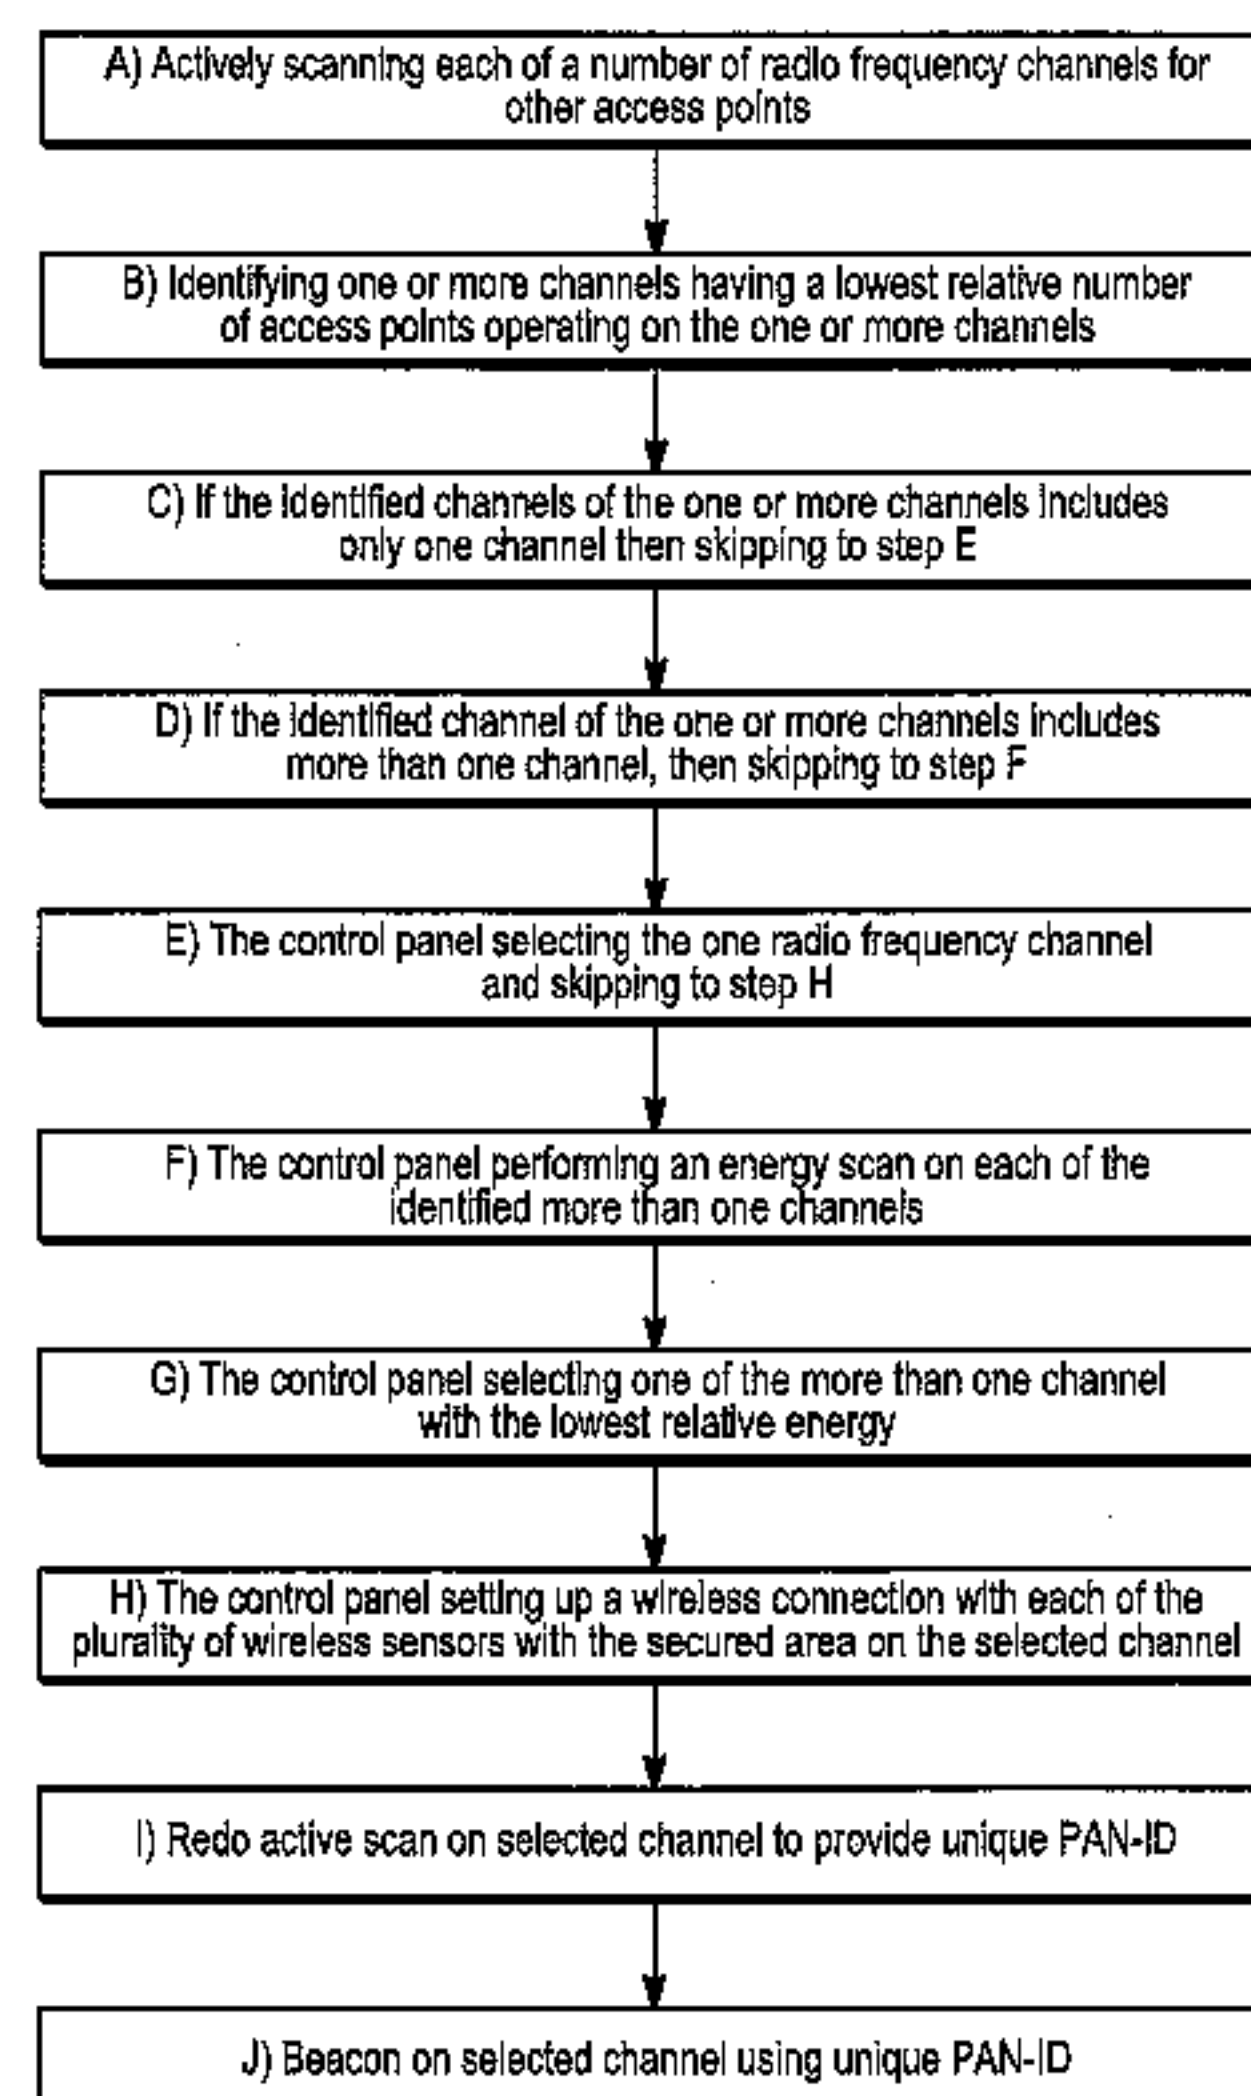 A) Actively scanning each of a number of radio frequency channels for
other access points
B) Identifying one or more channels having a lowest relative number
of access points operating on the one or more channels
C) If the identified channels of the one or more channels includes
only one channel then skipping to step E
D) If the identified channel of the one or more channels includes
more than one channel, then skipping to step F
E) The control panel selecting the one radio frequency channel
and skipping to step H
F) The control panel performing an energy scan on each of the
identified more than one channels
G) The control panel selecting one of the more than one channel
with the lowest relative energy
H) The control panel setting up a wireless connection with each of the
plurality of wireless sensors with the secured area on the selected channel
I) Redo active scan on selected channel to provide unique PAN-ID
J) Beacon on selected channel using unique PAN-ID